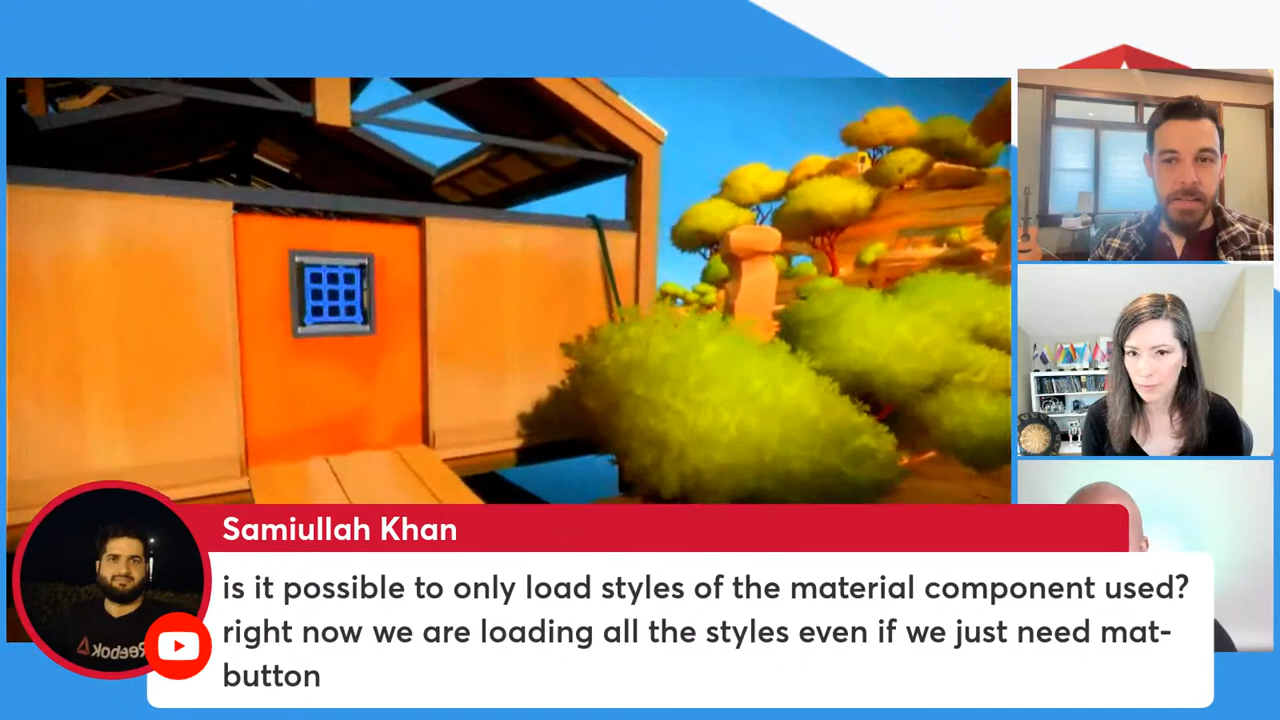 Samiullah Khan
is it possible to only load styles of the material component used?
right now we are loading all the styles even if we just need mat-
button
Reebok